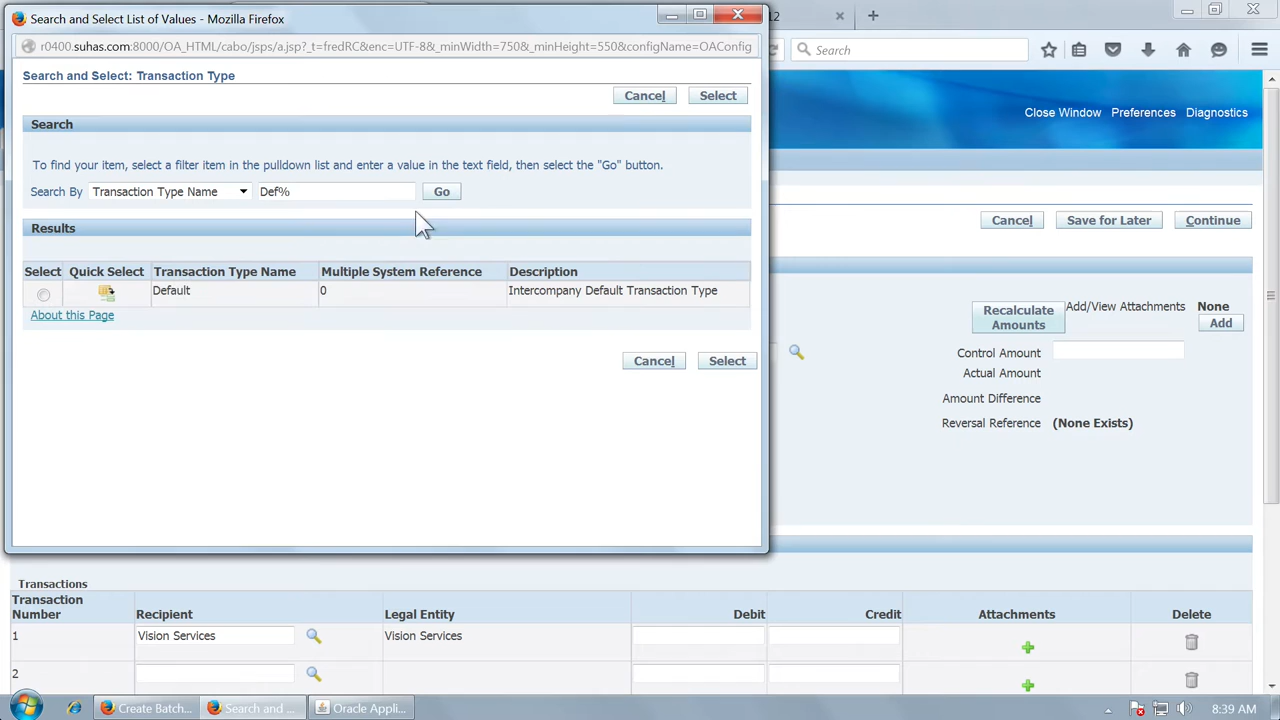 Search and Select List of Values - Mozilla Firefox
12
r04b0.suhas.com:8000/OA_HTML/cabo/jsps/a.jsp?_t=fredRC&enc=UTF-8&_minWidth=750&_minHeight=550&configName=OAConfig
Search
Search and Select: Transaction Type
Cancel Select
Close Window Preferences Diagnostics
Search
To find your item, select a filter item in the pulldown list and enter a value in the text field, then select the "Go" button.
Search By Transaction Type Name Def% Go
Cancel Save for Later Continue
Results
Select Quick Select Transaction Type Name Multiple System Reference Description
Default 0 Intercompany Default Transaction Type
About this Page
Cancel Select
Recalculate Amounts
Add/View Attachments None
Add
Control Amount
Actual Amount
Amount Difference
Reversal Reference (None Exists)
Transactions
Transaction Number Recipient Legal Entity Debit Credit Attachments Delete
1 Vision Services Vision Services
2
Create Batch... Search and ... Oracle Appli... 8:39 AM